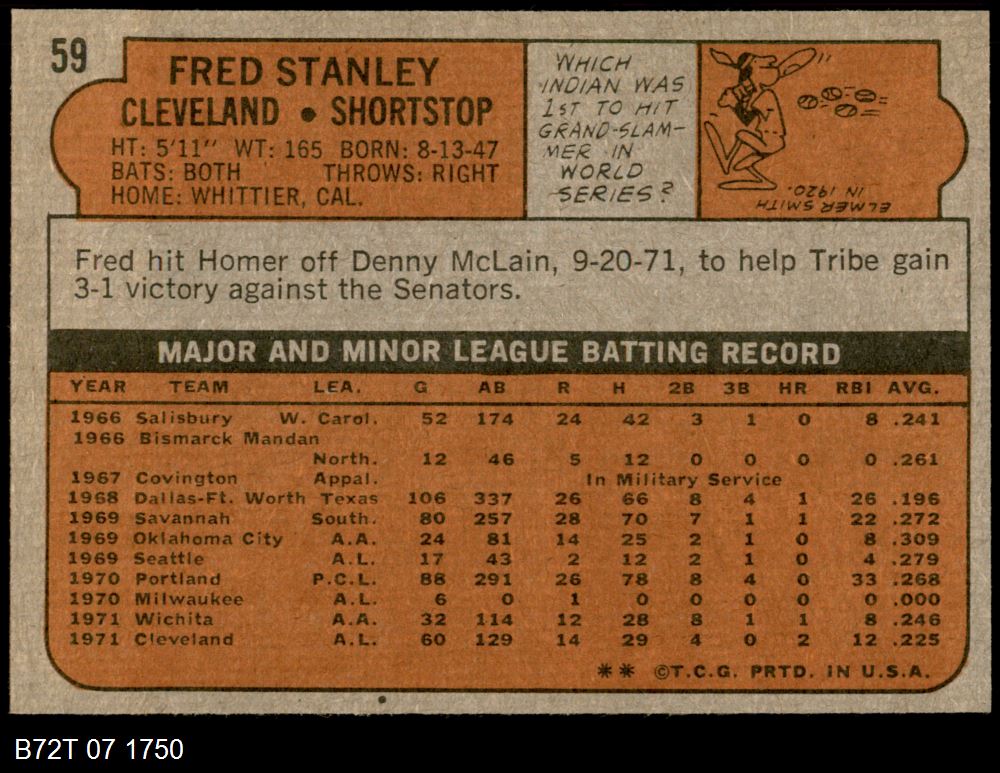 59
FRED STANLEY
CLEVELAND • SHORTSTOP
HT: 5'11" WT: 165 BORN: 8-13-47
BATS: BOTH THROWS: RIGHT
HOME: WHITTIER, CAL.
WHICH
INDIAN WAS
1ST TO HIT
GRAND-SLAM-
MER IN
WORLD
SERIES?
ELMER SMITH
IN 1920.
Fred hit Homer off Denny McLain, 9-20-71, to help Tribe gain
3-1 victory against the Senators.
MAJOR AND MINOR LEAGUE BATTING RECORD
YEAR TEAM LEA. G AB R H 2B 3B HR RBI AVG.
1966 Salisbury W. Carol. 52 174 24 42 3 1 0 8 .241
1966 Bismarck Mandan
North. 12 46 5 12 0 0 0 0 .261
1967 Covington Appal. In Military Service
1968 Dallas-Ft. Worth Texas 106 337 26 66 8 4 1 26 .196
1969 Savannah South. 80 257 28 70 7 1 1 22 .272
1969 Oklahoma City A.A. 24 81 14 25 2 1 0 8 .309
1969 Seattle A.L. 17 43 2 12 2 1 0 4 .279
1970 Portland P.C.L. 88 291 26 78 8 4 0 33 .268
1970 Milwaukee A.L. 6 0 1 0 0 0 0 0 .000
1971 Wichita A.A. 32 114 12 28 8 1 1 8 .246
1971 Cleveland A.L. 60 129 14 29 4 0 2 12 .225
** ©T.C.G. PRTD. IN U.S.A.
B72T 07 1750